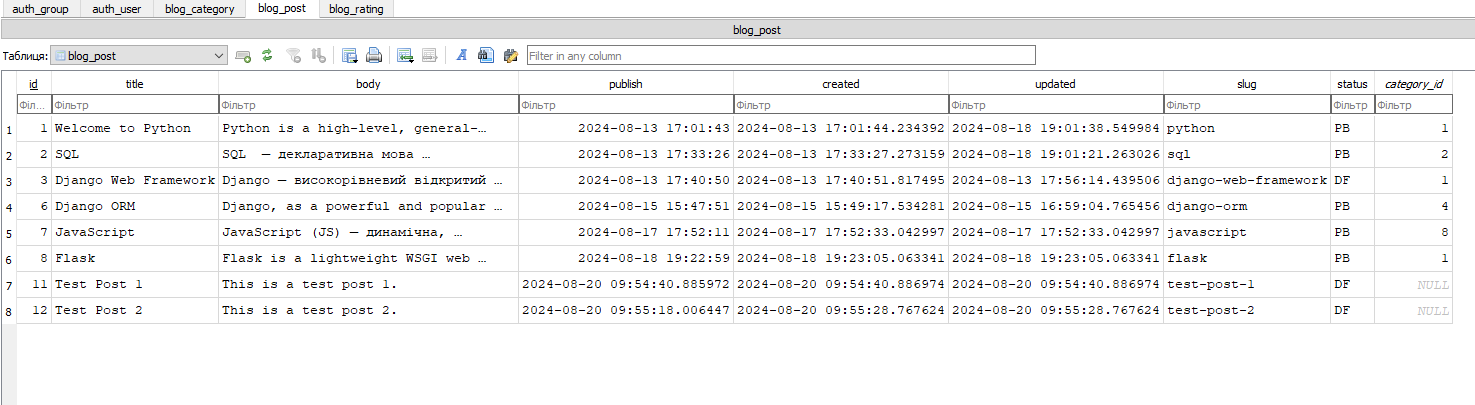 auth_group auth_user blog_category blog_post blog_rating
blog_post
Таблиця: blog_post Filter in any column
id title body publish created updated slug status category_id
Філ... Фільтр Фільтр Фільтр Фільтр Фільтр Фільтр Фільтр Фільтр
1 1 Welcome to Python Python is a high-level, general-… 2024-08-13 17:01:43 2024-08-13 17:01:44.234392 2024-08-18 19:01:38.549984 python PB 1
2 2 SQL SQL — декларативна мова … 2024-08-13 17:33:26 2024-08-13 17:33:27.273159 2024-08-18 19:01:21.263026 sql PB 2
3 3 Django Web Framework Django — високорівневий відкритий … 2024-08-13 17:40:50 2024-08-13 17:40:51.817495 2024-08-13 17:56:14.439506 django-web-framework DF 1
4 6 Django ORM Django, as a powerful and popular … 2024-08-15 15:47:51 2024-08-15 15:49:17.534281 2024-08-15 16:59:04.765456 django-orm PB 4
5 7 JavaScript JavaScript (JS) — динамічна, … 2024-08-17 17:52:11 2024-08-17 17:52:33.042997 2024-08-17 17:52:33.042997 javascript PB 8
6 8 Flask Flask is a lightweight WSGI web … 2024-08-18 19:22:59 2024-08-18 19:23:05.063341 2024-08-18 19:23:05.063341 flask PB 1
7 11 Test Post 1 This is a test post 1. 2024-08-20 09:54:40.885972 2024-08-20 09:54:40.886974 2024-08-20 09:54:40.886974 test-post-1 DF NULL
8 12 Test Post 2 This is a test post 2. 2024-08-20 09:55:18.006447 2024-08-20 09:55:28.767624 2024-08-20 09:55:28.767624 test-post-2 DF NULL